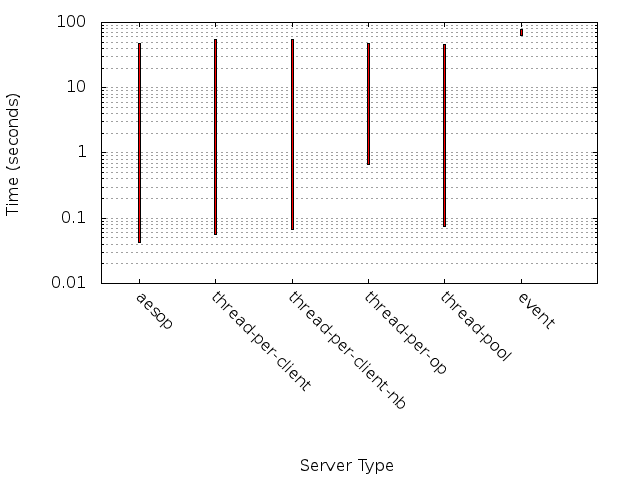 100
10
1
0.1
0.01
Time (seconds)
aesop
thread-per-client
thread-per-client-nb
thread-per-op
thread-pool
event
Server Type